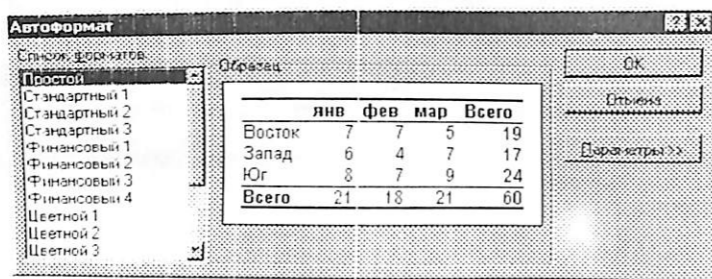 Автоформат
Список форматов:
Простой
Стандартный 1
Стандартный 2
Стандартный 3
Финансовый 1
Финансовый 2
Финансовый 3
Финансовый 4
Цветной 1
Цветной 2
Цветной 3
Образец
янв фев мар Всего
Восток 7 7 5 19
Запад 6 4 7 17
Юг 8 7 9 24
Всего 21 18 21 60
OK
Отмена
Параметры>>